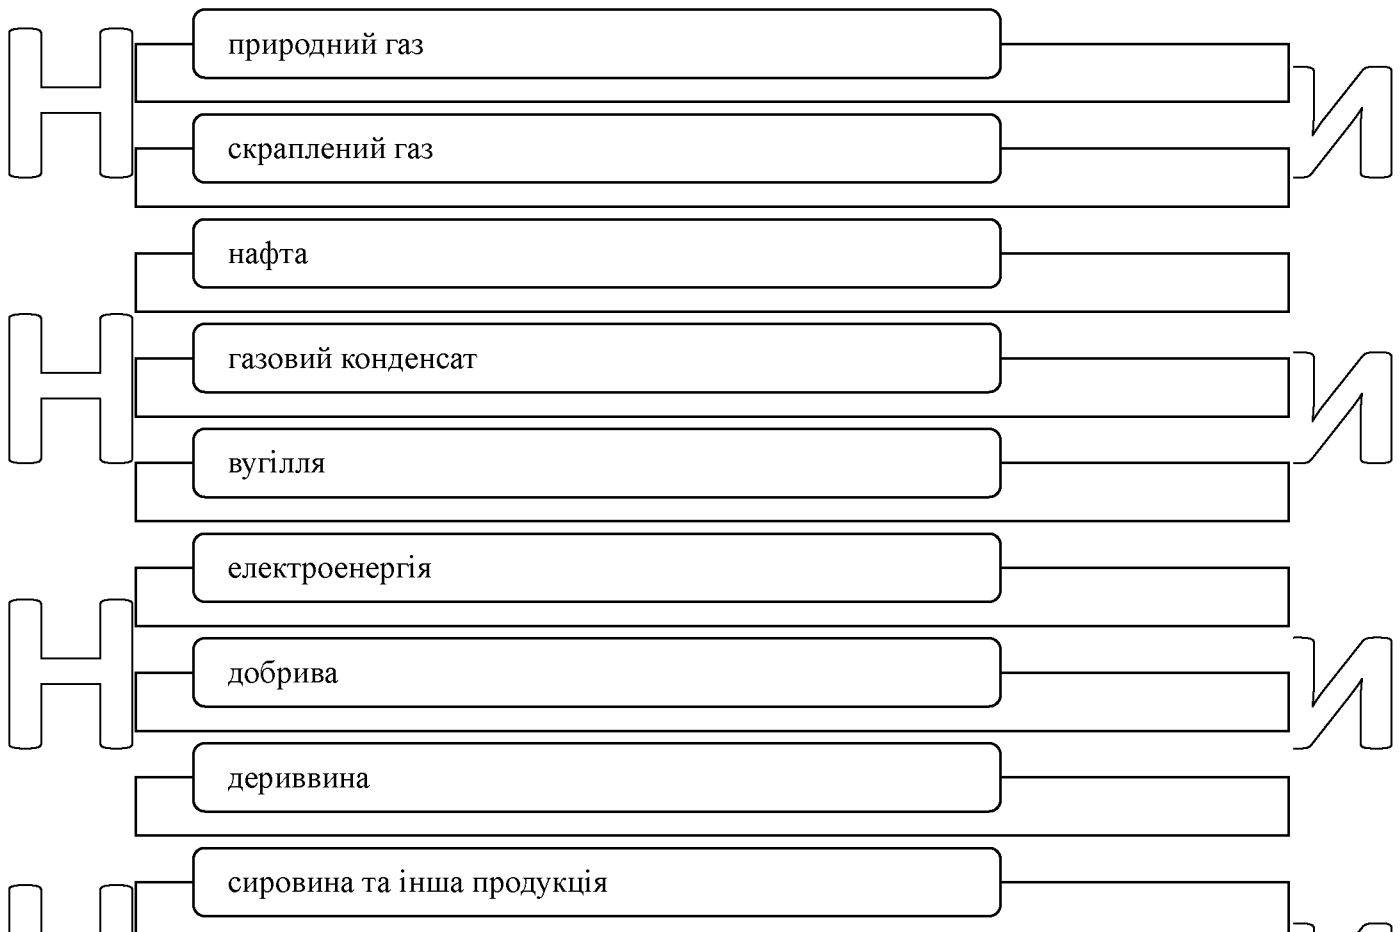 природний газ
скраплений газ
нафта
газовий конденсат
вугілля
електроенергія
добрива
дериввина
сировина та інша продукція